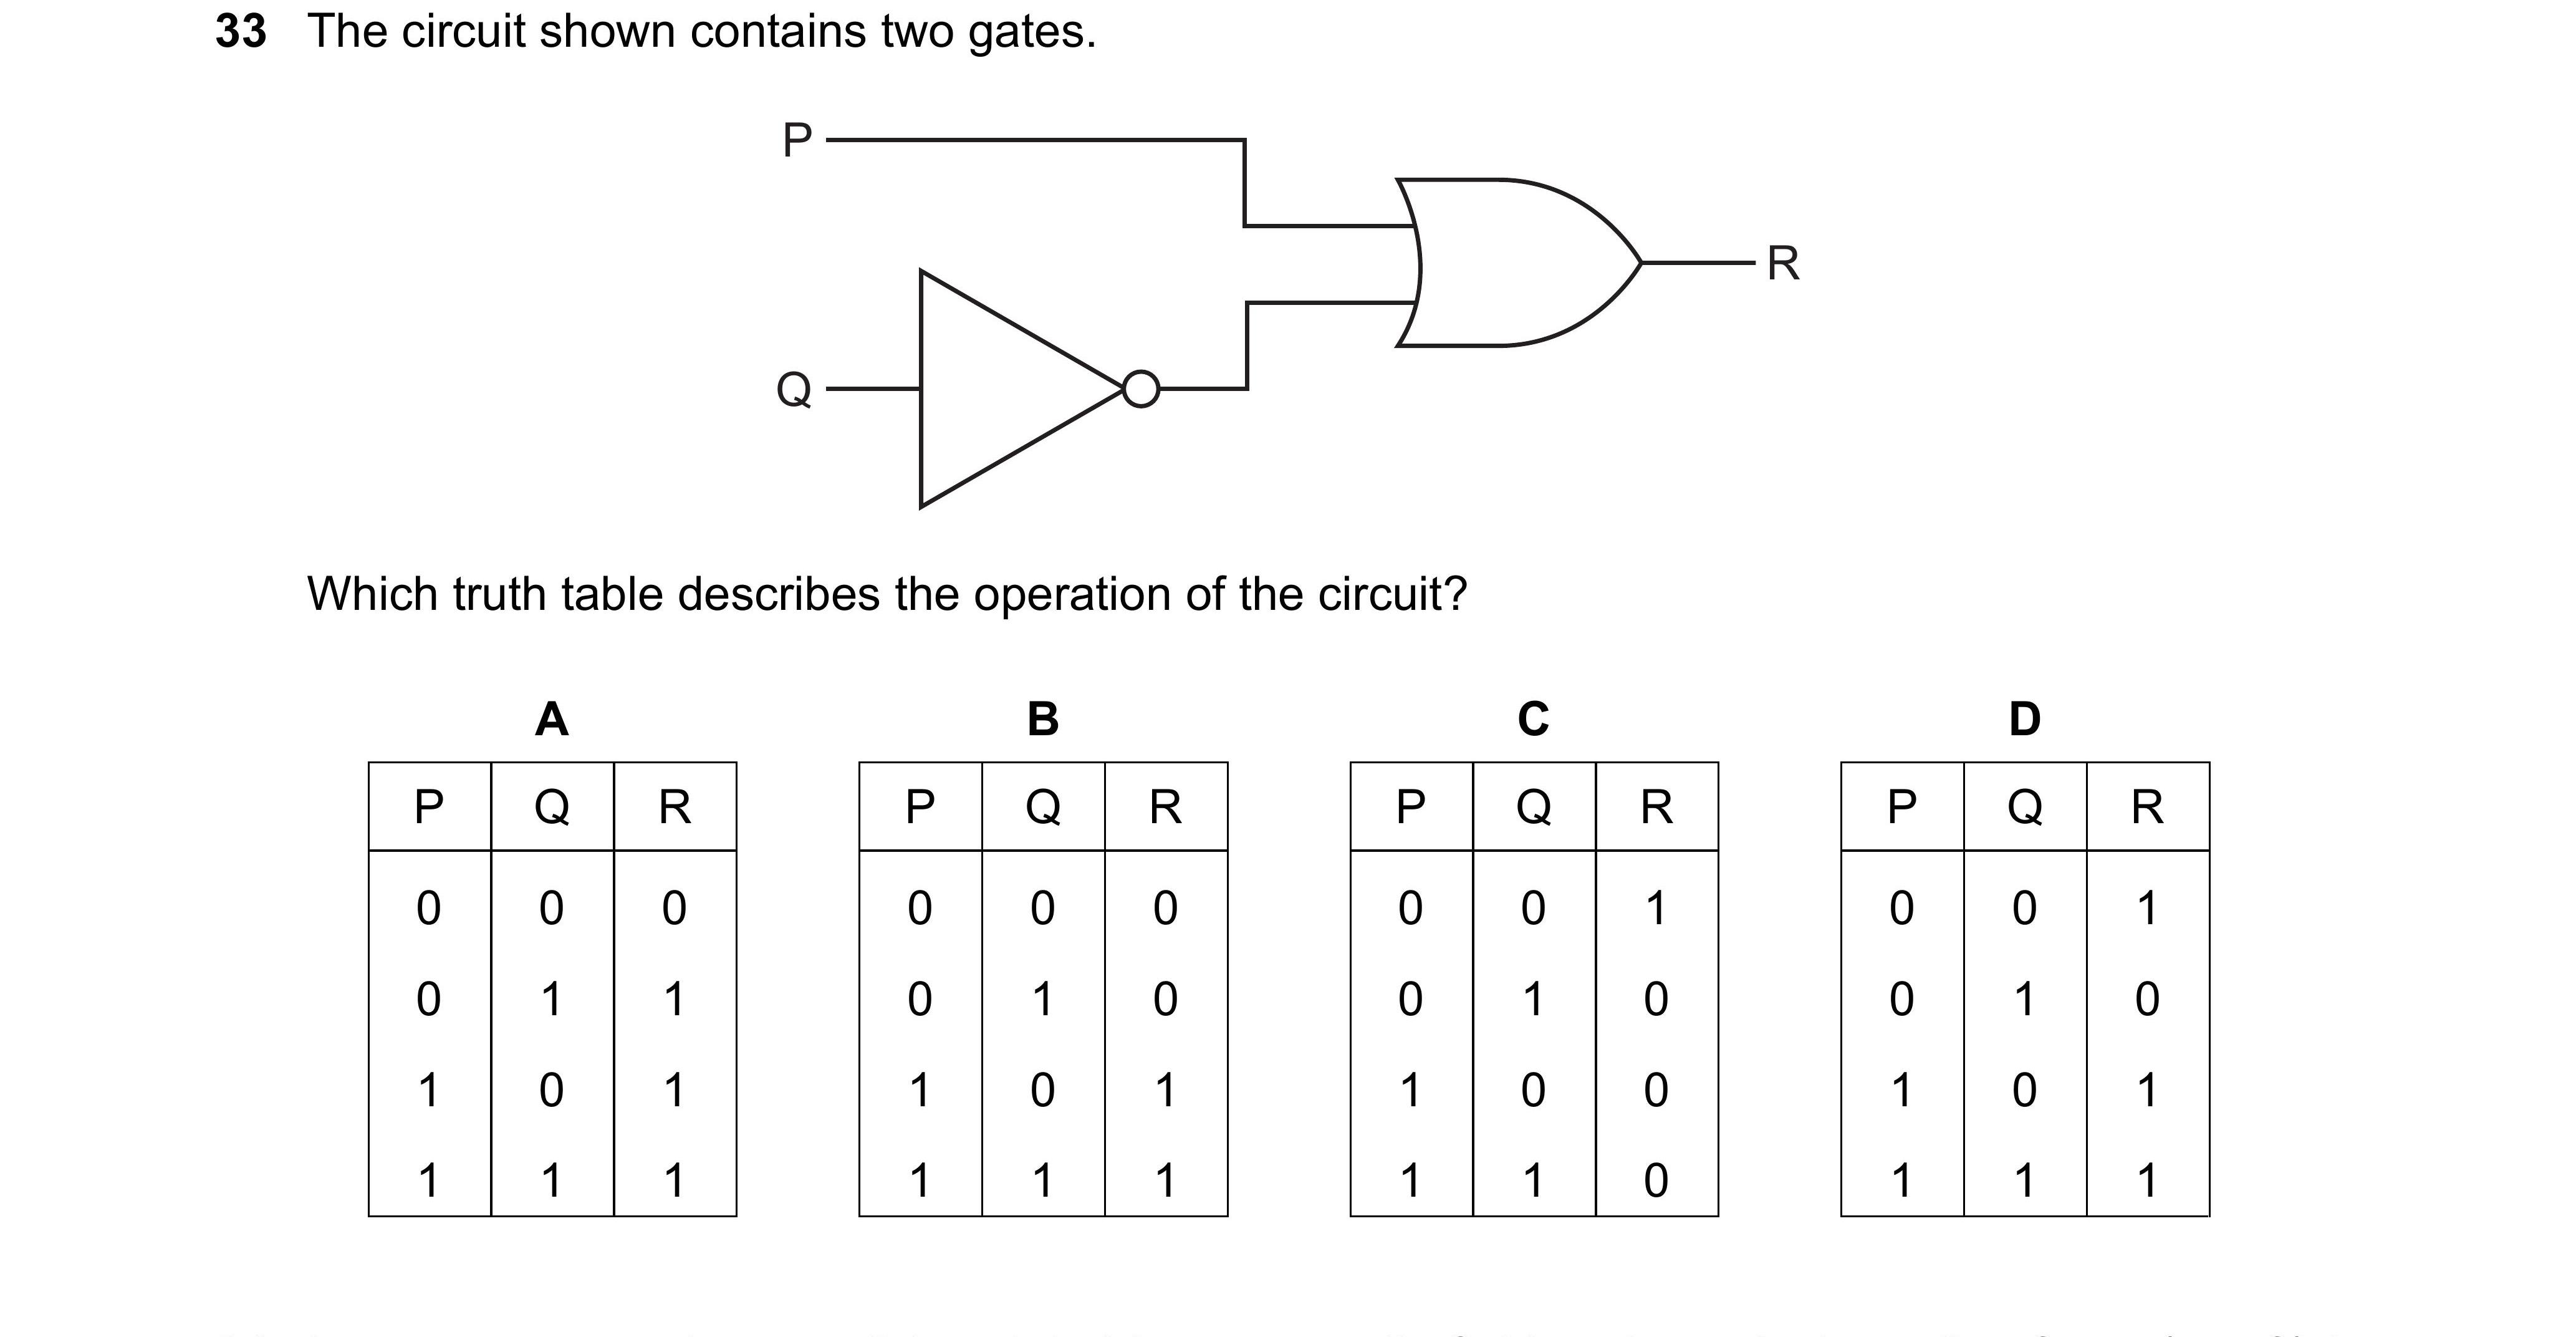 33 The circuit shown contains two gates.
P
R
Q
Which truth table describes the operation of the circuit?
A B C D
P Q R P Q R P Q R P Q R
0 0 0 0 0 0 0 0 1 0 0 1
0 1 1 0 1 0 0 1 0 0 1 0
1 0 1 1 0 1 1 0 0 1 0 1
1 1 1 1 1 1 1 1 0 1 1 1